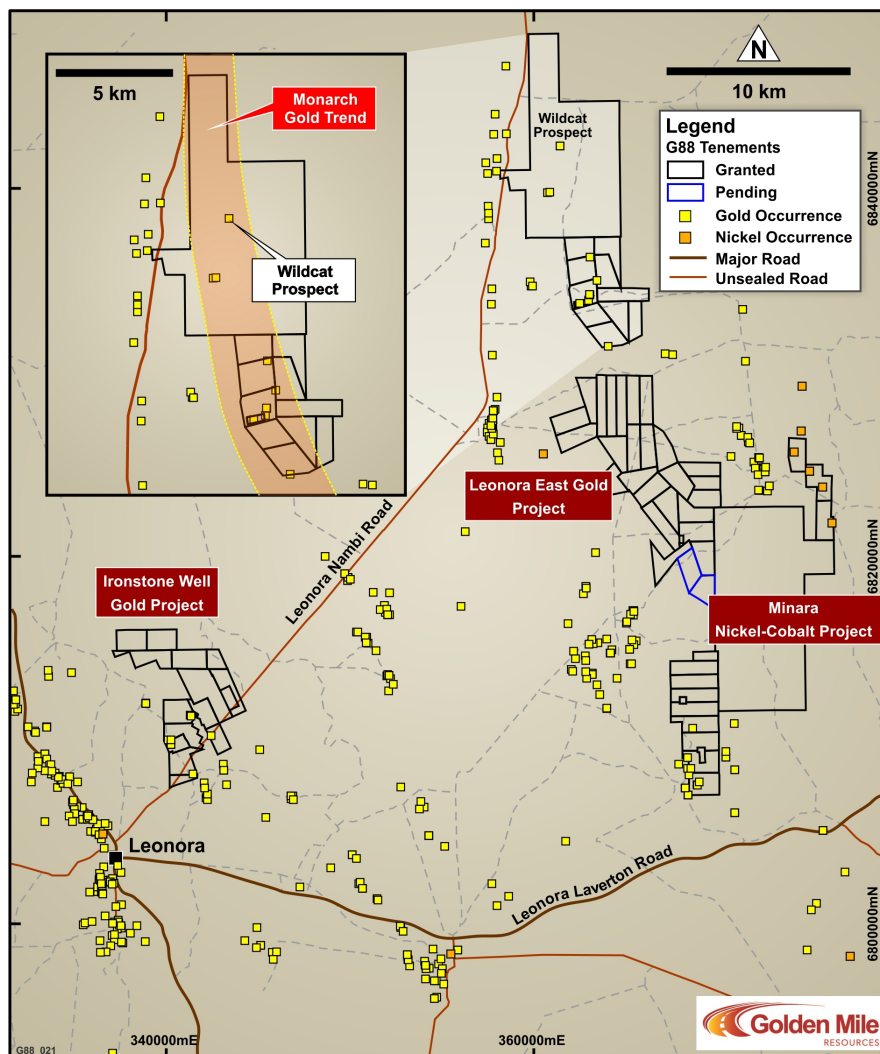 5 km
Monarch
Gold Trend
Wildcat
Prospect
N
10 km
Wildcat
Prospect
Legend
G88 Tenements
Granted
Pending
Gold Occurrence
Nickel Occurrence
Major Road
Unsealed Road
6840000mN
Leonora East Gold
Project
Leonora Nambi Road
6820000mN
Ironstone Well
Gold Project
Minara
Nickel-Cobalt Project
Leonora
Leonora Laverton Road
6800000mN
340000mE
360000mE
G88_021
Golden Mile
RESOURCES